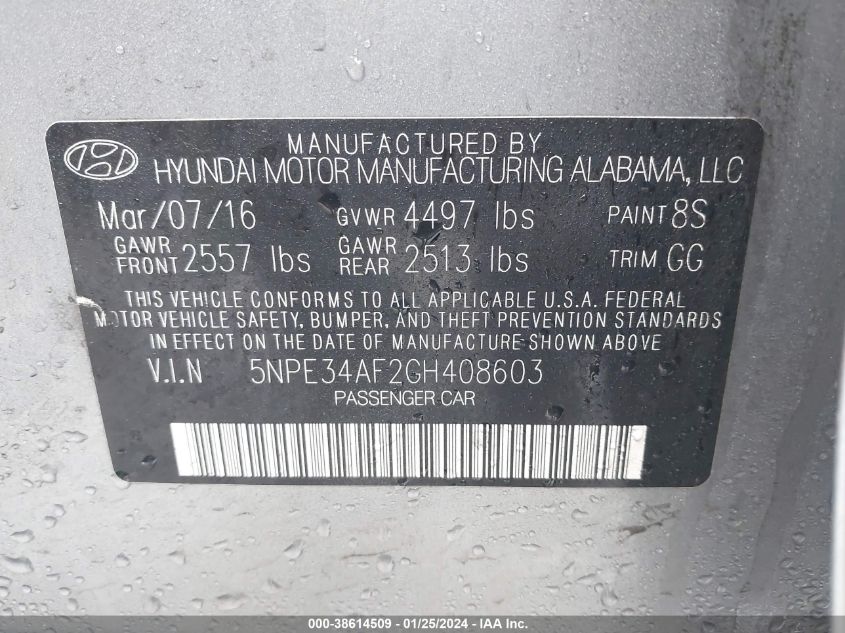 MANUFACTURED BY
HYUNDAI MOTOR MANUFACTURING ALABAMA, LLC
Mar/07/16 GVWR 4497 lbs PAINT 8S
GAWR FRONT 2557 lbs GAWR REAR 2513 lbs TRIM GG
THIS VEHICLE CONFORMS TO ALL APPLICABLE U.S.A. FEDERAL
MOTOR VEHICLE SAFETY, BUMPER, AND THEFT PREVENTION STANDARDS
IN EFFECT ON THE DATE OF MANUFACTURE SHOWN ABOVE
V.I.N 5NPE34AF2GH408603
PASSENGER CAR
000-38614509 - 01/25/2024 - IAAI.COM